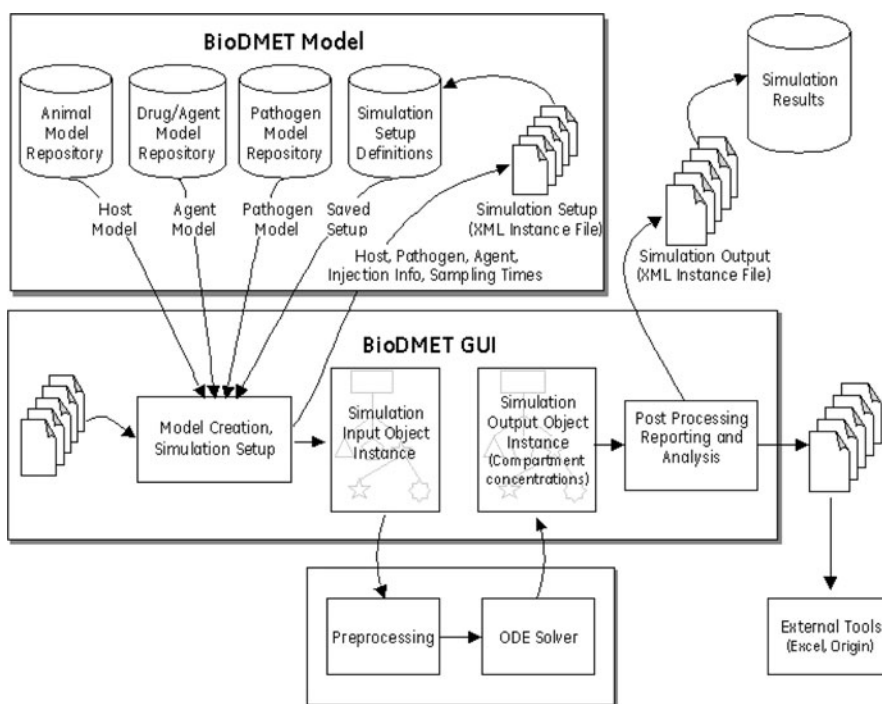 BioDMET Model
Animal
Model
Repository
Drug/Agent
Model
Repository
Pathogen
Model
Repository
Simulation
Setup
Definitions
Simulation
Results
Host
Model
Agent
Model
Pathogen
Model
Saved
Setup
Simulation Setup
(XML Instance File)
Host, Pathogen, Agent,
Injection Info, Sampling Times
Simulation Output
(XML Instance File)
BioDMET GUI
Model Creation,
Simulation Setup
Simulation
Input Object
Instance
Simulation
Output Object
Instance
(Compartment
concentrations)
Post Processing
Reporting and
Analysis
Preprocessing
ODE Solver
External Tools
(Excel, Origin)